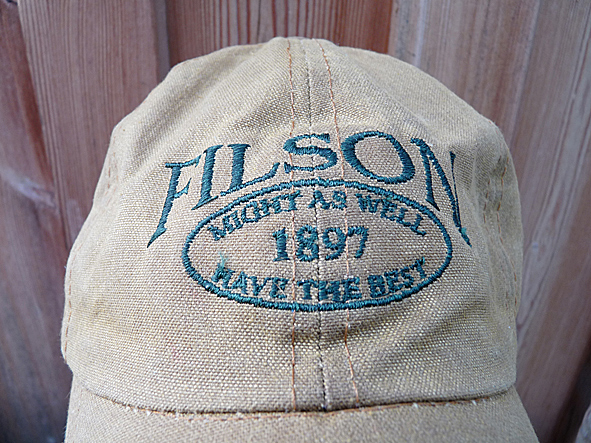 FILSON
MIGHT AS WELL
1897
HAVE THE BEST